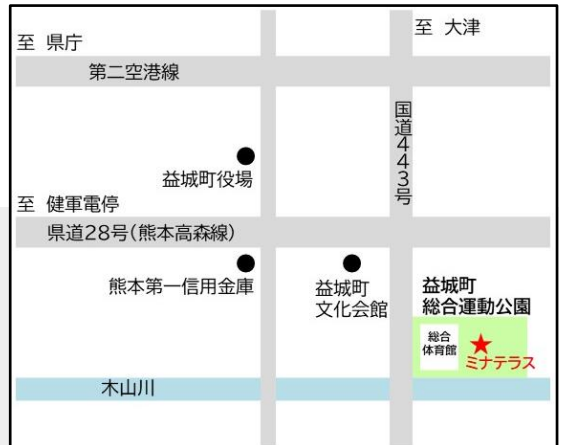 至 県庁
至 大津
第二空港線
国道443号
益城町役場
至 健軍電停
県道28号(熊本高森線)
熊本第一信用金庫
益城町
文化会館
益城町
総合運動公園
総合
体育館
ミナテラス
木山川